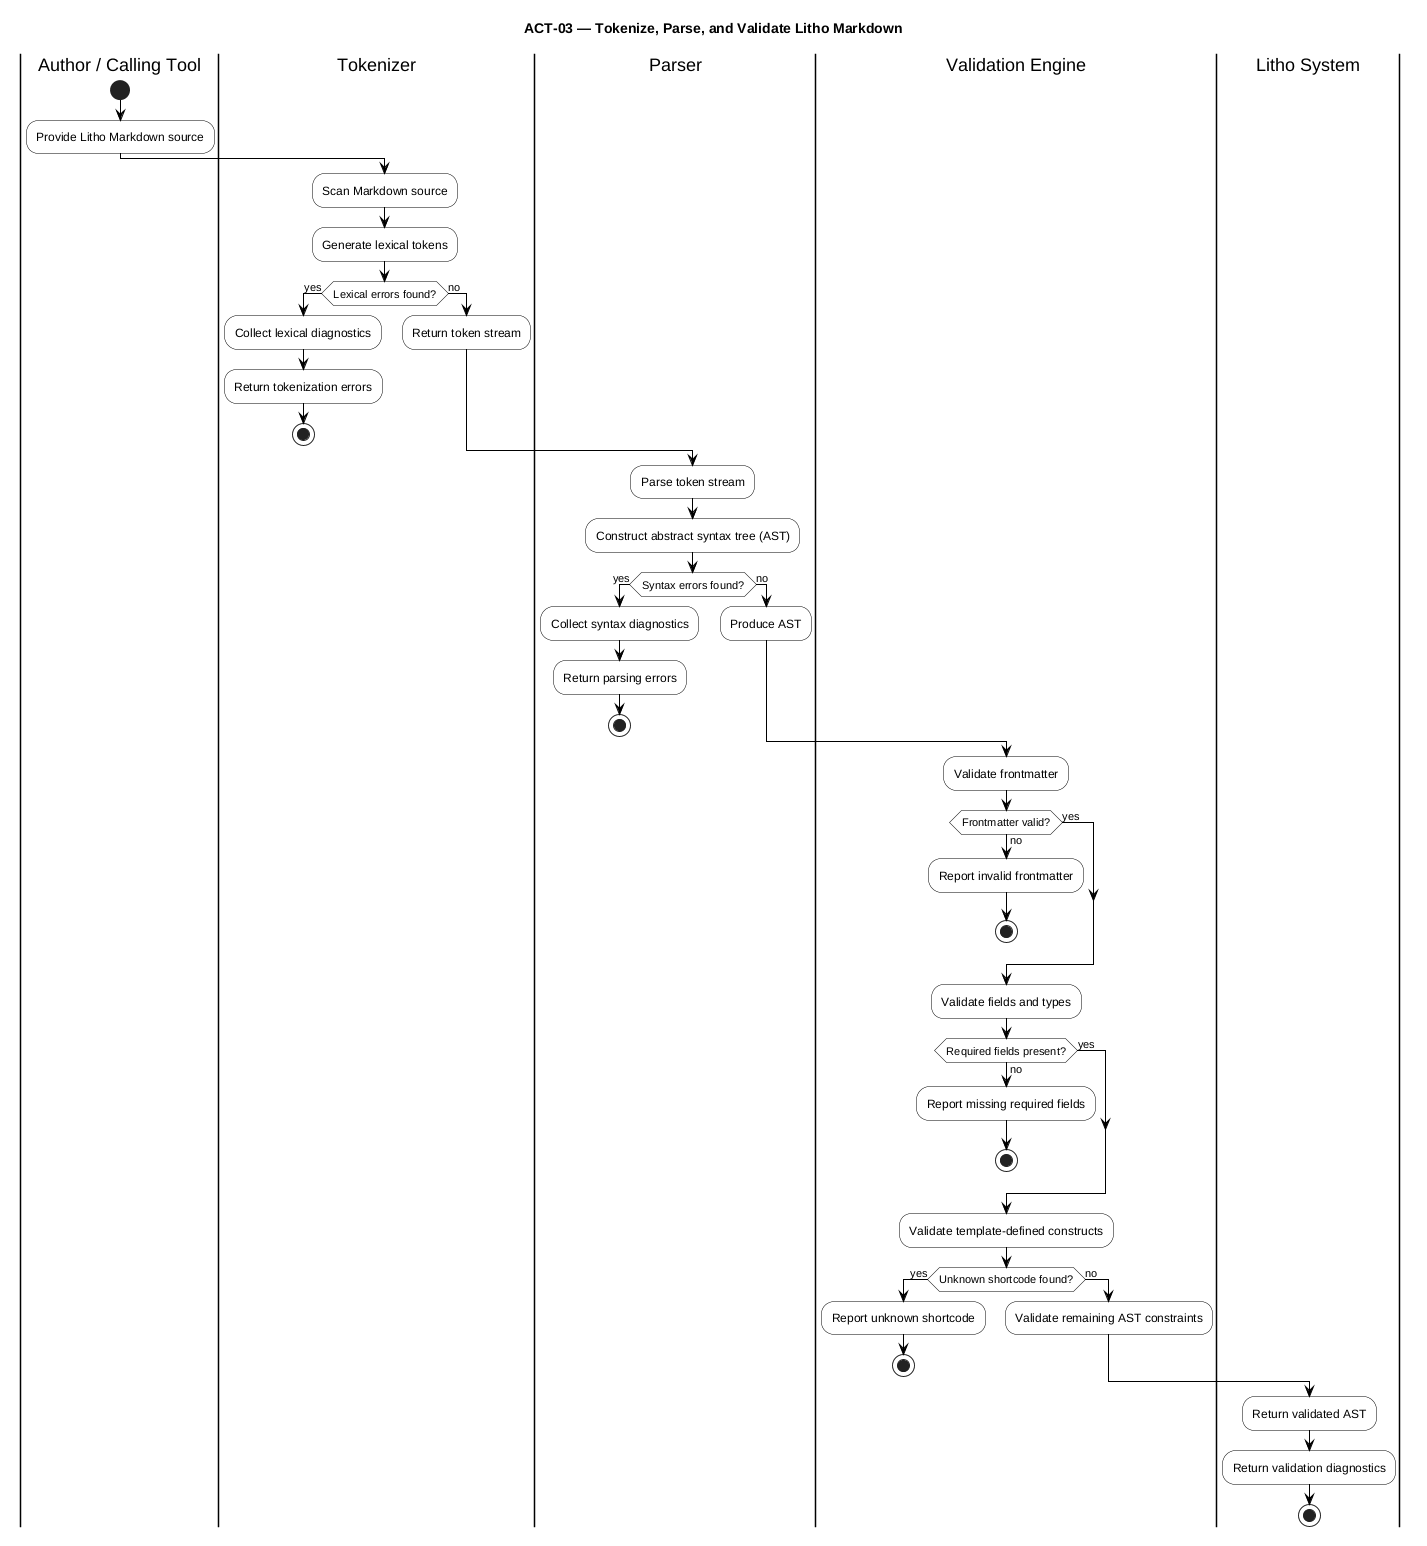 ACT-03 — Tokenize, Parse, and Validate Litho Markdown
Author / Calling Tool
Tokenizer
Parser
Validation Engine
Litho System
Provide Litho Markdown source
Scan Markdown source
Generate lexical tokens
Lexical errors found?
yes
no
Collect lexical diagnostics
Return token stream
Return tokenization errors
Parse token stream
Construct abstract syntax tree (AST)
Syntax errors found?
yes
no
Collect syntax diagnostics
Produce AST
Return parsing errors
Validate frontmatter
Frontmatter valid?
yes
no
Report invalid frontmatter
Validate fields and types
Required fields present?
yes
no
Report missing required fields
Validate template-defined constructs
Unknown shortcode found?
yes
no
Report unknown shortcode
Validate remaining AST constraints
Return validated AST
Return validation diagnostics